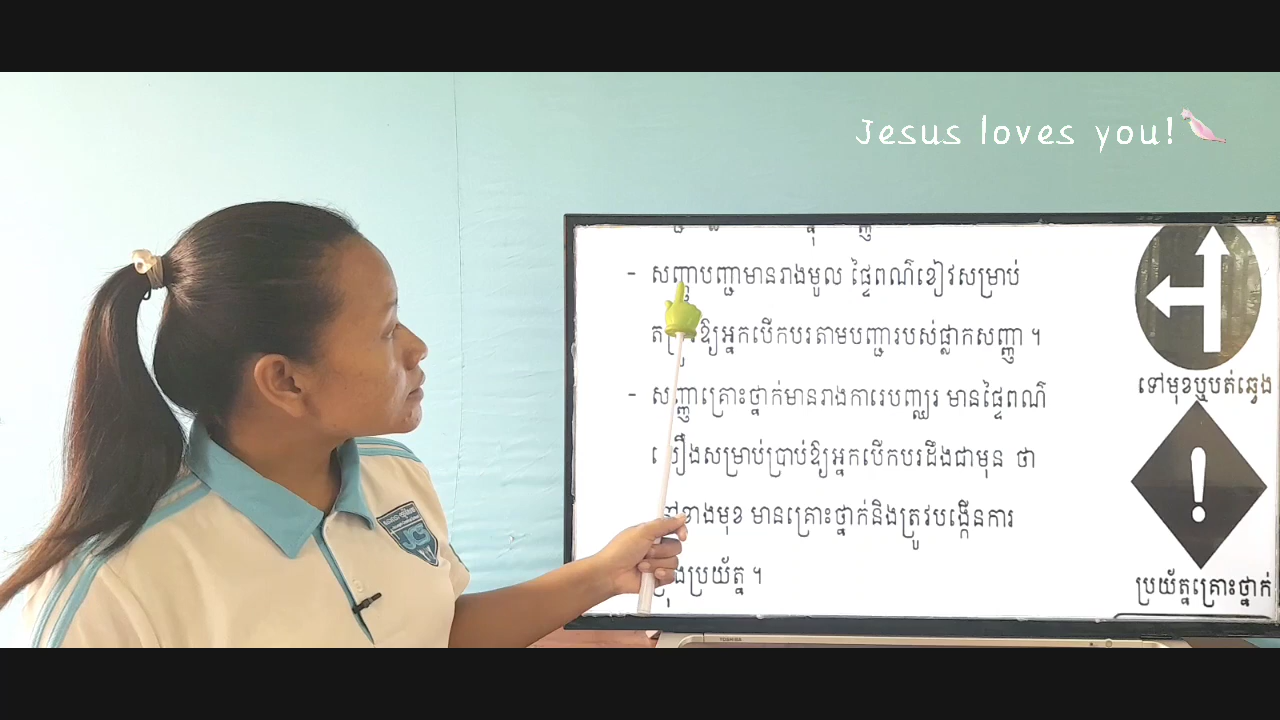 Jesus loves you!
- សញ្ញាបញ្ជាមានរាងមូល ផ្ទៃពណ៌ខៀវសម្រាប់
តម្រូវឱ្យអ្នកបើកបរតាមបញ្ជារបស់ផ្លាកសញ្ញា ។
- សញ្ញាគ្រោះថ្នាក់មានរាងការេបញ្ឈរ មានផ្ទៃពណ៌
លឿងសម្រាប់ប្រាប់ឱ្យអ្នកបើកបរដឹងជាមុន ថា
នៅខាងមុខ មានគ្រោះថ្នាក់និងត្រូវបង្កើនការ
ប្រយ័ត្ន ។
ទៅមុខឬបត់ឆ្វេង
!
ប្រយ័ត្នគ្រោះថ្នាក់
JCS
TOSHIBA